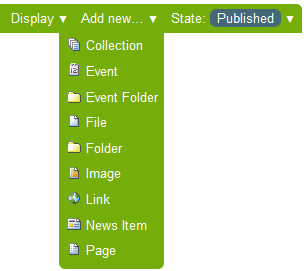 Display ▼ Add new... ▼ State: Published ▼
Collection
Event
Event Folder
File
Folder
Image
Link
News Item
Page